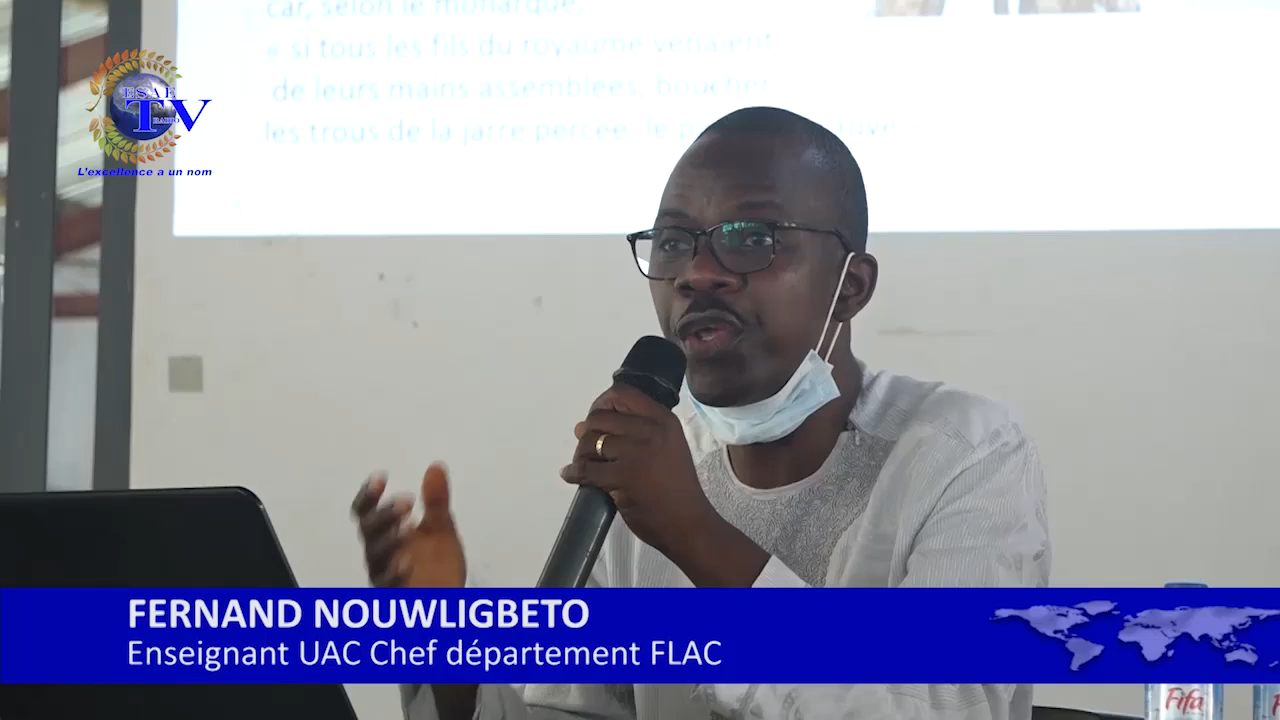 car, selon le monarque,
« si tous les fils du royaume venaient
de leurs mains assemblées, boucher
les trous de la jarre percée, le
ESAE
TV
RADIO
L'excellence a un nom
FERNAND NOUWLIGBETO
Enseignant UAC Chef département FLAC
Fifa